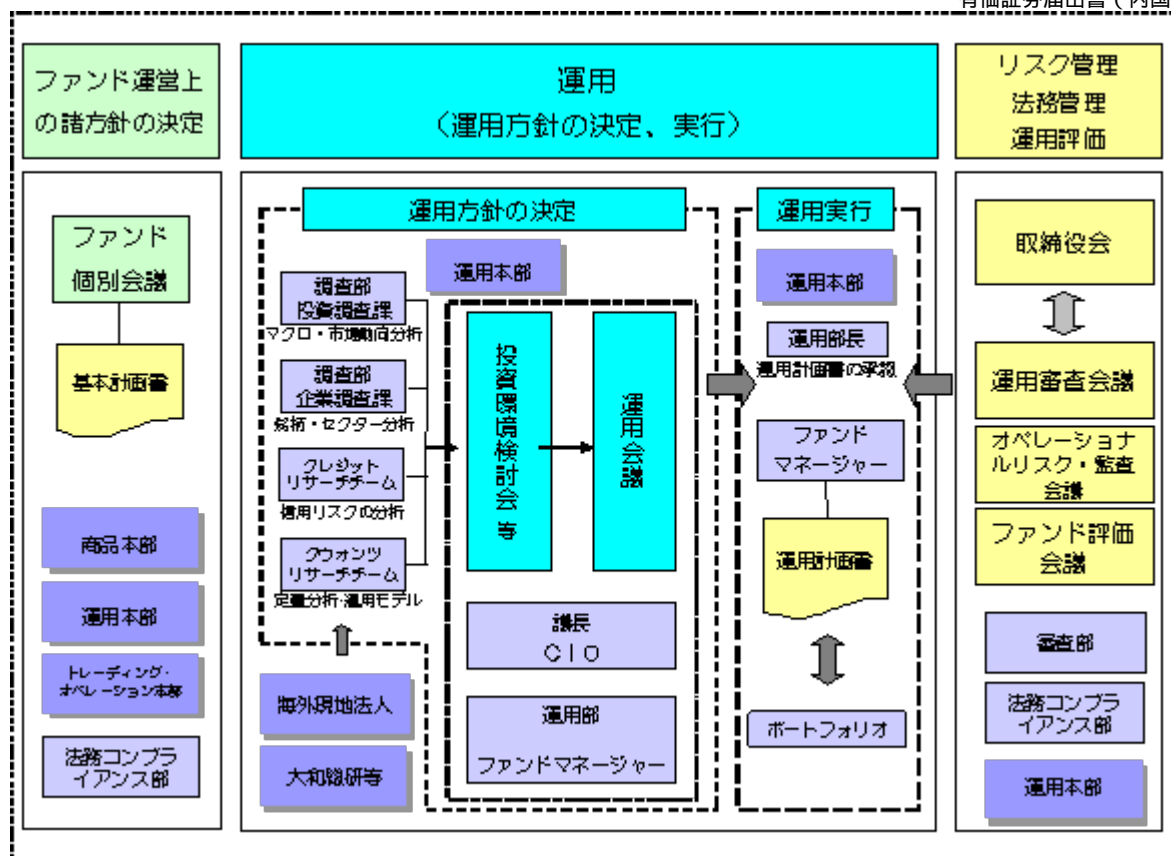 有価証券届出書（内国
ファンド運営上
の諸方針の決定
運用
（運用方針の決定、実行）
リスク管理
法務管理
運用評価
ファンド
個別会議
基本計画書
商品本部
運用本部
トレーディング・
オペレーション本部
法務コンプラ
イアンス部
運用方針の決定
運用本部
調査部
投資調査課
マクロ・市場動向分析
調査部
企業調査課
銘柄・セクター分析
クレジット
リサーチチーム
信用リスクの分析
クウォンツ
リサーチチーム
定量分析・運用モデル
海外現地法人
大和総研等
投資環境検討会 等
運用会議
議長
ＣＩＯ
運用部
ファンドマネージャー
運用実行
運用本部
運用部長
運用計画書の承認
ファンド
マネージャー
運用計画書
ポートフォリオ
取締役会
運用審査会議
オペレーショナ
ルリスク・監査
会議
ファンド評価
会議
審査部
法務コンプラ
イアンス部
運用本部